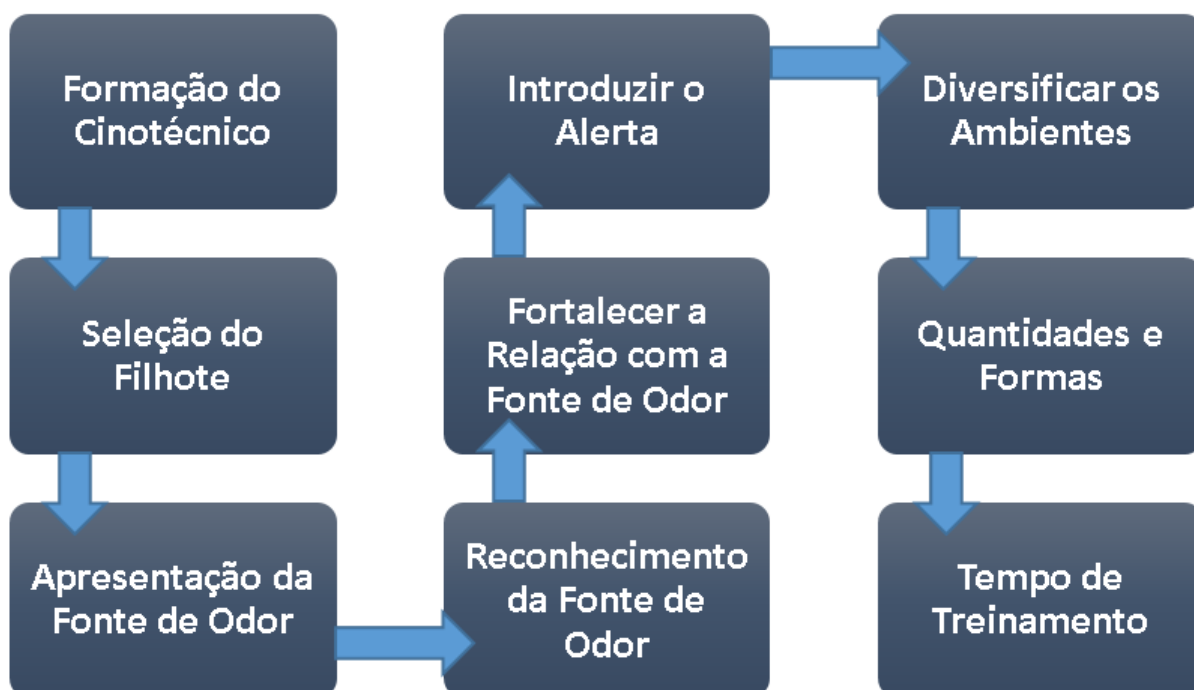 Formação do
Cinotécnico
Seleção do
Filhote
Apresentação da
Fonte de Odor
Reconhecimento
da Fonte de
Odor
Fortalecer a
Relação com a
Fonte de Odor
Introduzir o
Alerta
Diversificar os
Ambientes
Quantidades e
Formas
Tempo de
Treinamento